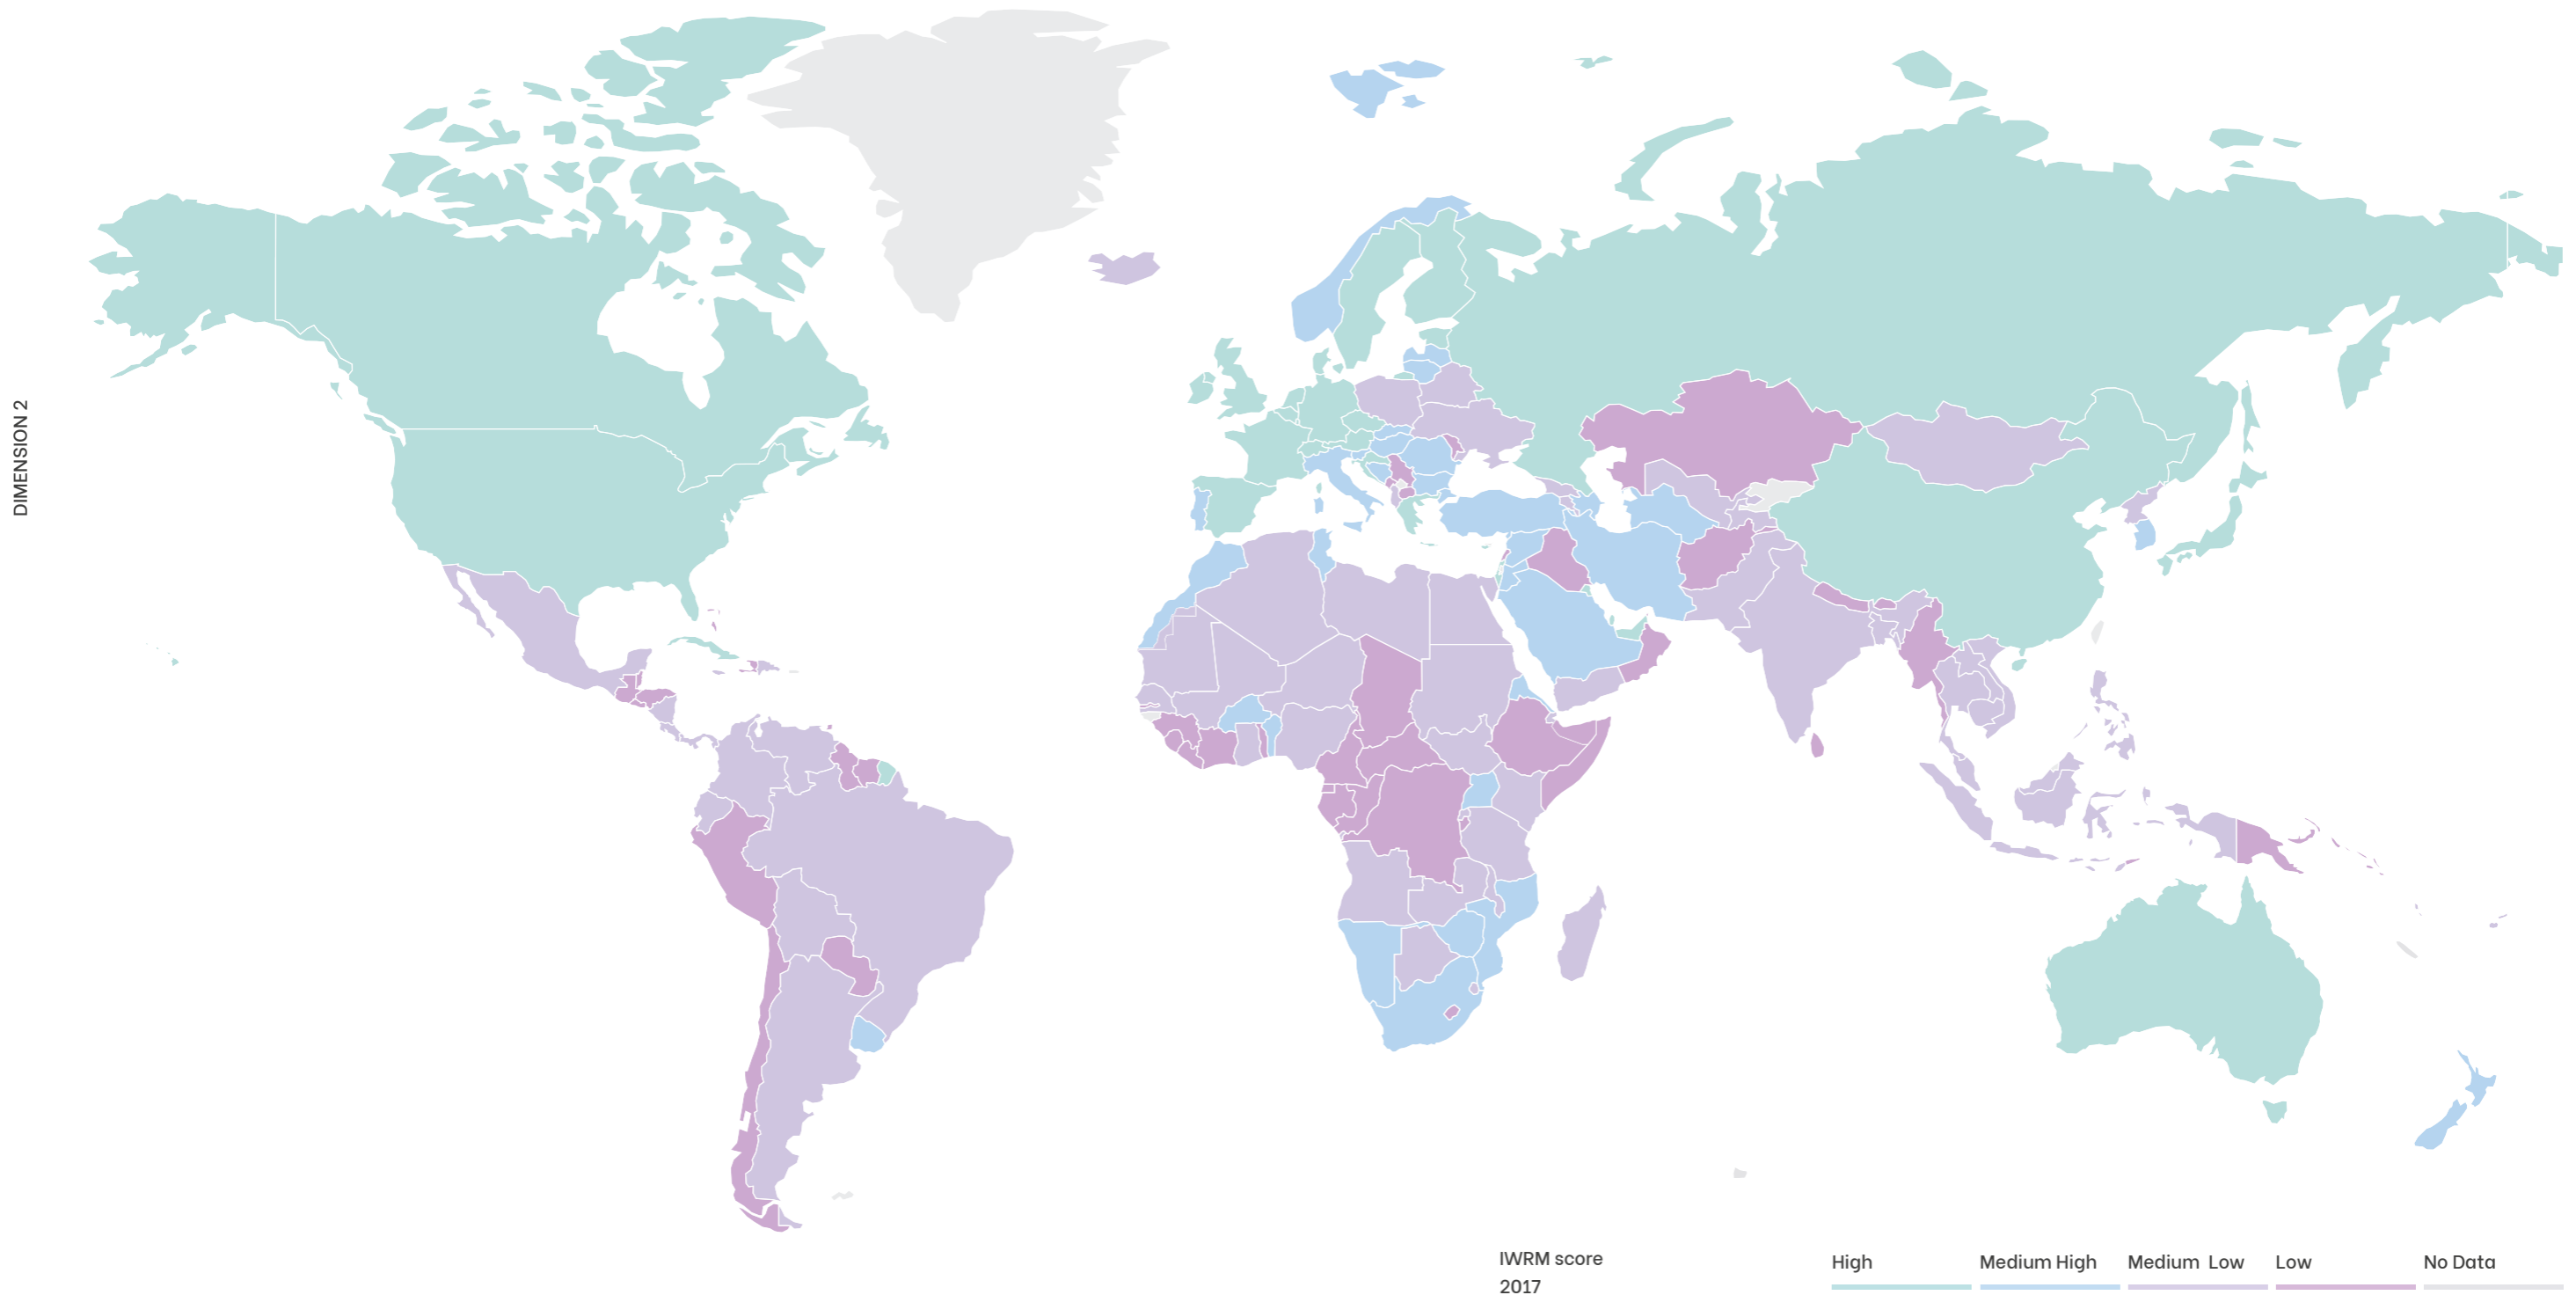 DIMENSION 2
IWRM score
2017
High
Medium High
Medium Low
Low
No Data